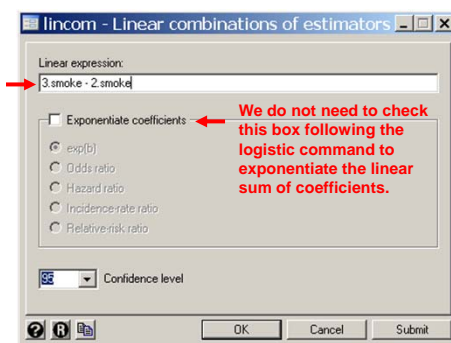 lincom - Linear combinations of estimators
Linear expression:
3.smoke - 2.smoke
Exponentiate coefficients
We do not need to check
this box following the
logistic command to
exponentiate the linear
sum of coefficients.
exp(b)
Odds ratio
Hazard ratio
Incidence-rate ratio
Relative-risk ratio
95 Confidence level
? R OK Cancel Submit